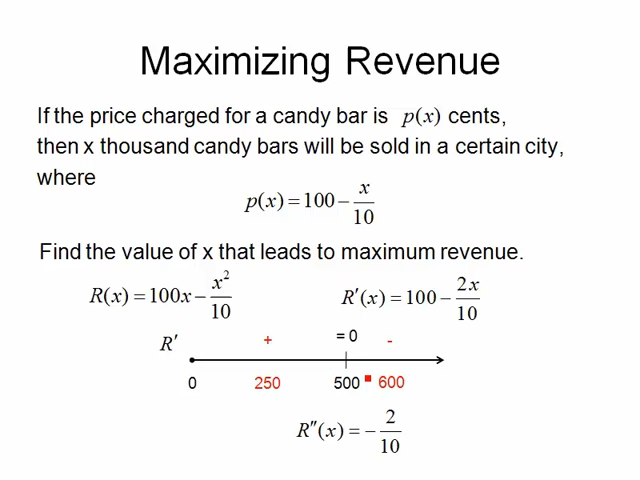 Maximizing Revenue
If the price charged for a candy bar is p(x) cents,
then x thousand candy bars will be sold in a certain city,
where
p(x) = 100 − x/10
Find the value of x that leads to maximum revenue.
R(x) = 100x − x²/10 R′(x) = 100 − 2x/10
R′ + = 0 -
0 250 500 600
R″(x) = − 2/10